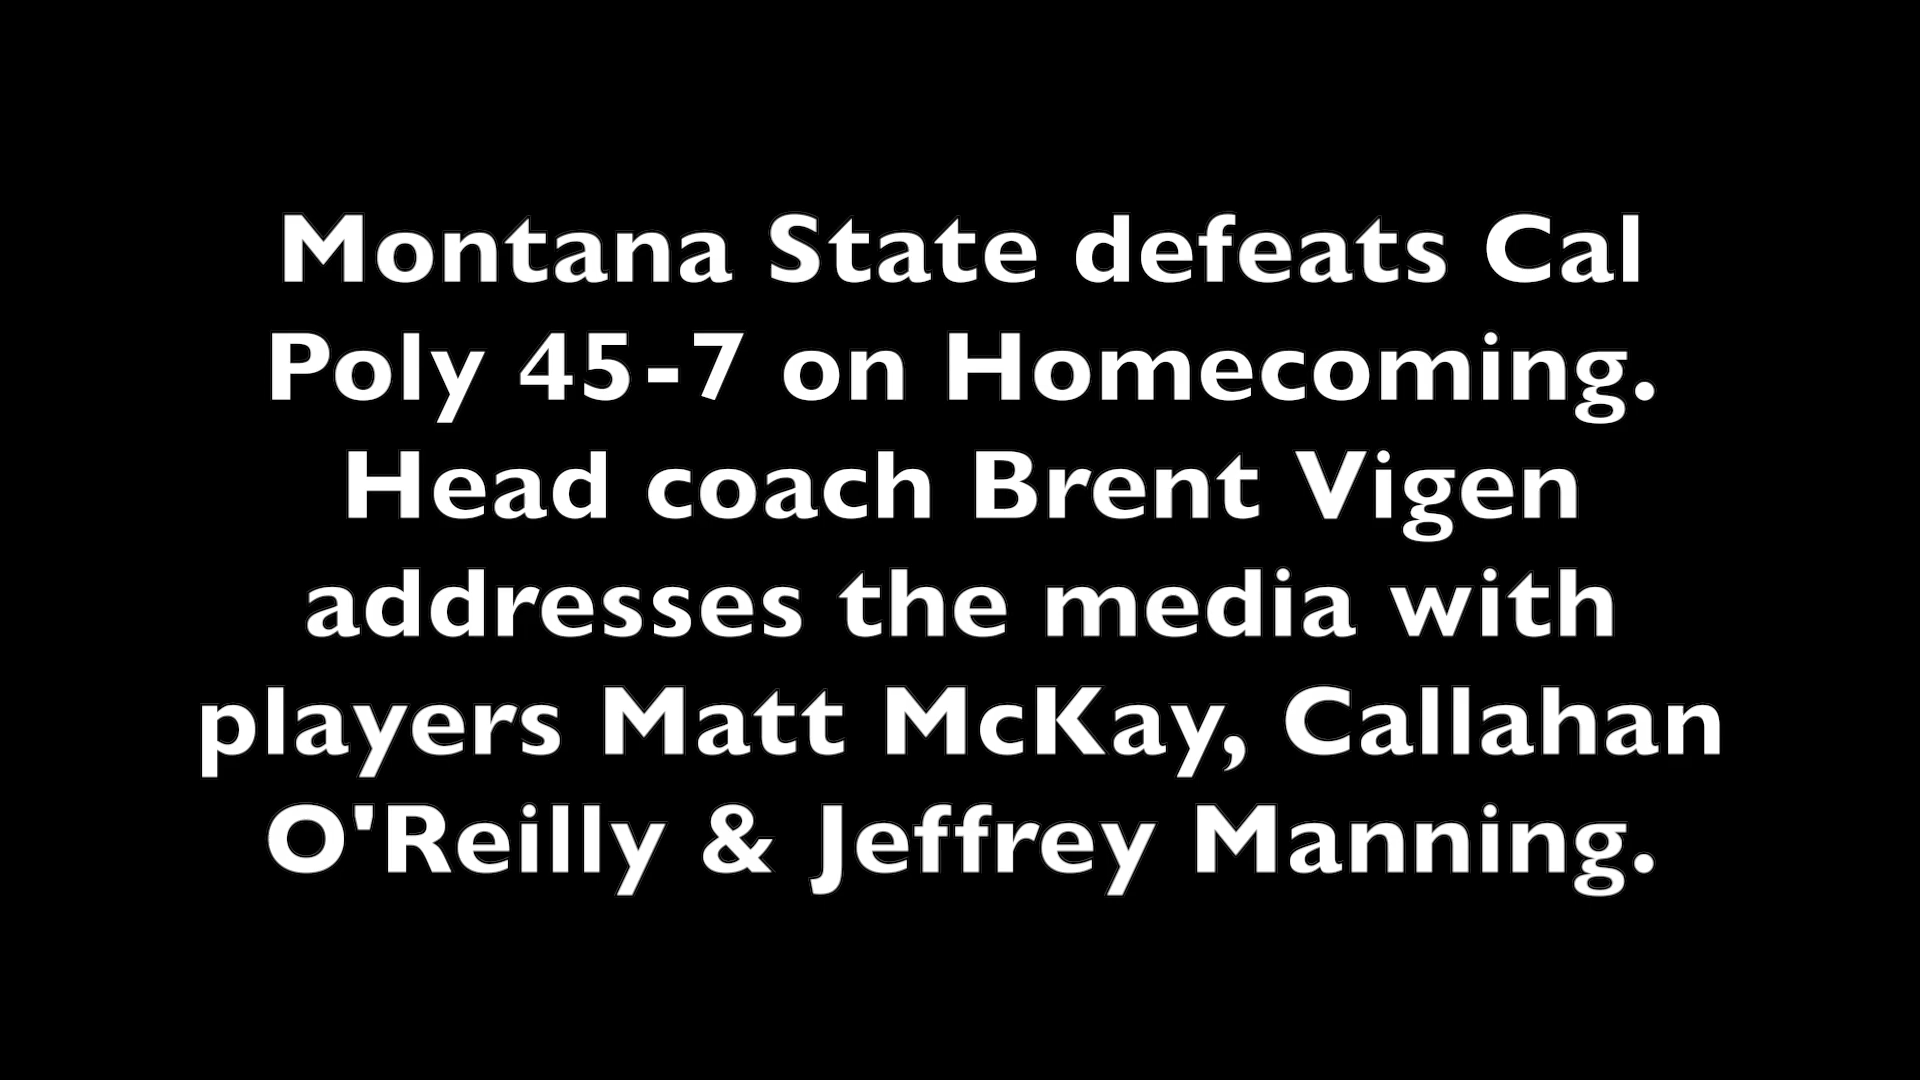 Montana State defeats Cal
Poly 45-7 on Homecoming.
Head coach Brent Vigen
addresses the media with
players Matt McKay, Callahan
O'Reilly & Jeffrey Manning.